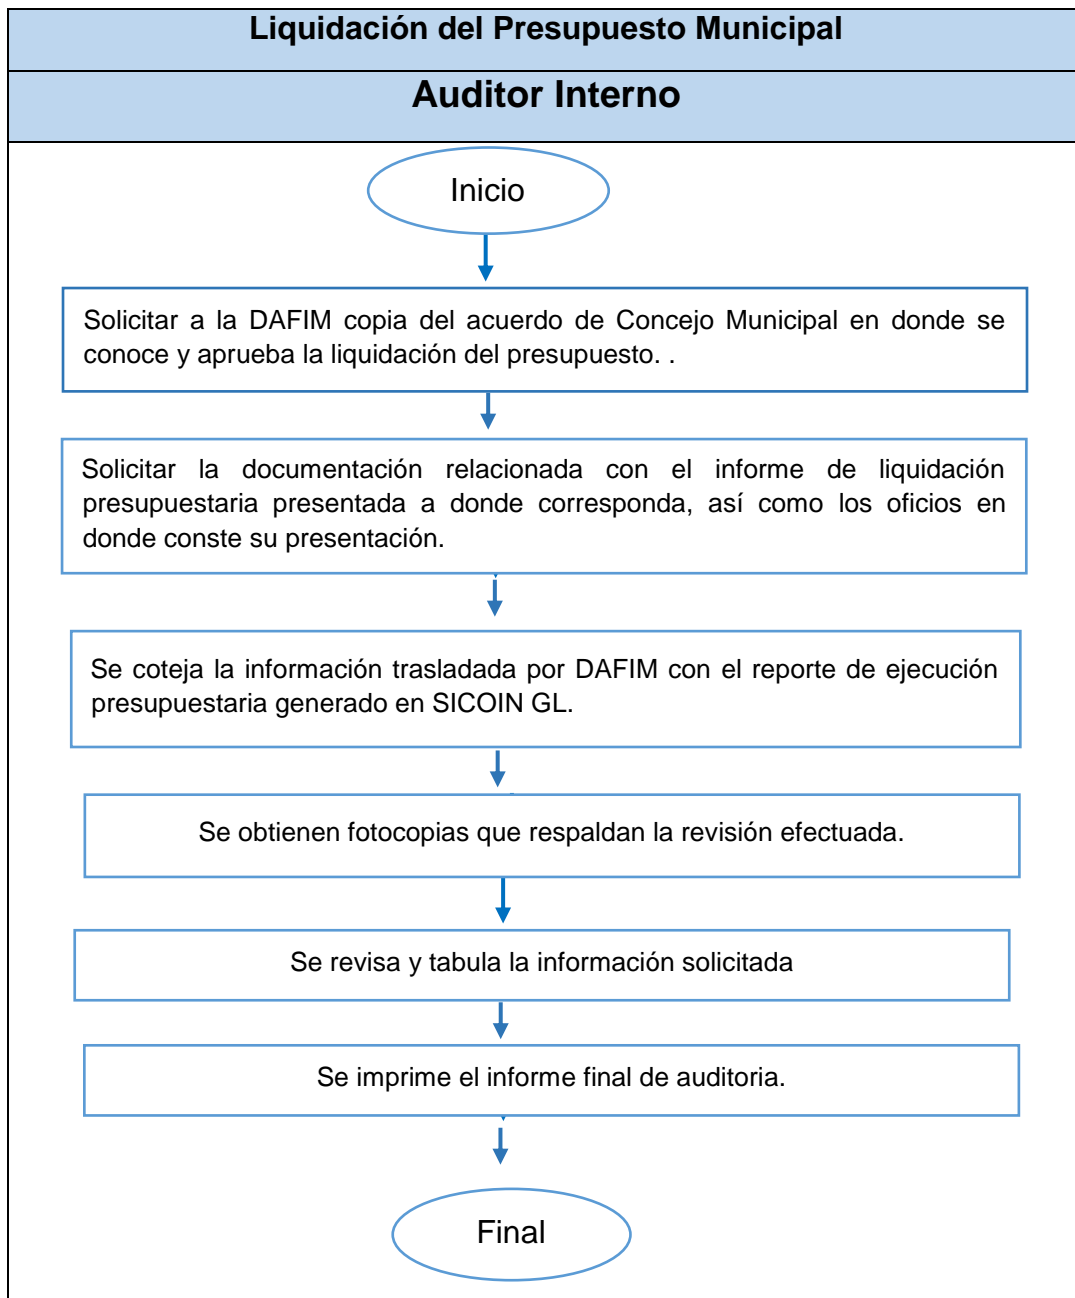 Liquidación del Presupuesto Municipal
Auditor Interno
Inicio
Solicitar a la DAFIM copia del acuerdo de Concejo Municipal en donde se
conoce y aprueba la liquidación del presupuesto. .
Solicitar la documentación relacionada con el informe de liquidación
presupuestaria presentada a donde corresponda, así como los oficios en
donde conste su presentación.
Se coteja la información trasladada por DAFIM con el reporte de ejecución
presupuestaria generado en SICOIN GL.
Se obtienen fotocopias que respaldan la revisión efectuada.
Se revisa y tabula la información solicitada
Se imprime el informe final de auditoria.
Final